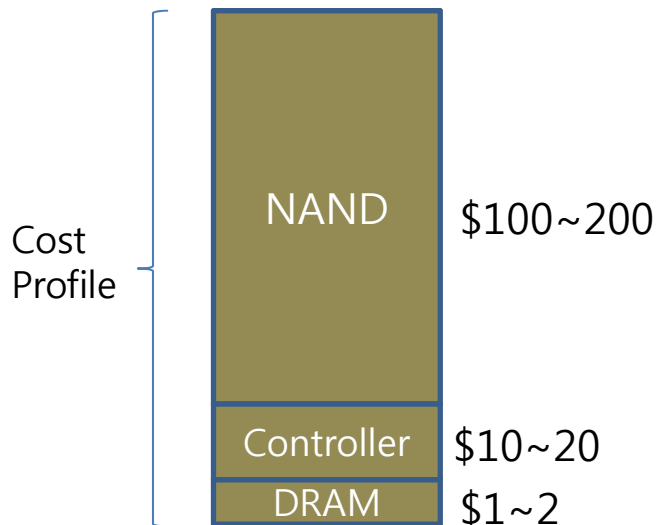 Cost
Profile
NAND
$100~200
Controller
$10~20
DRAM
$1~2